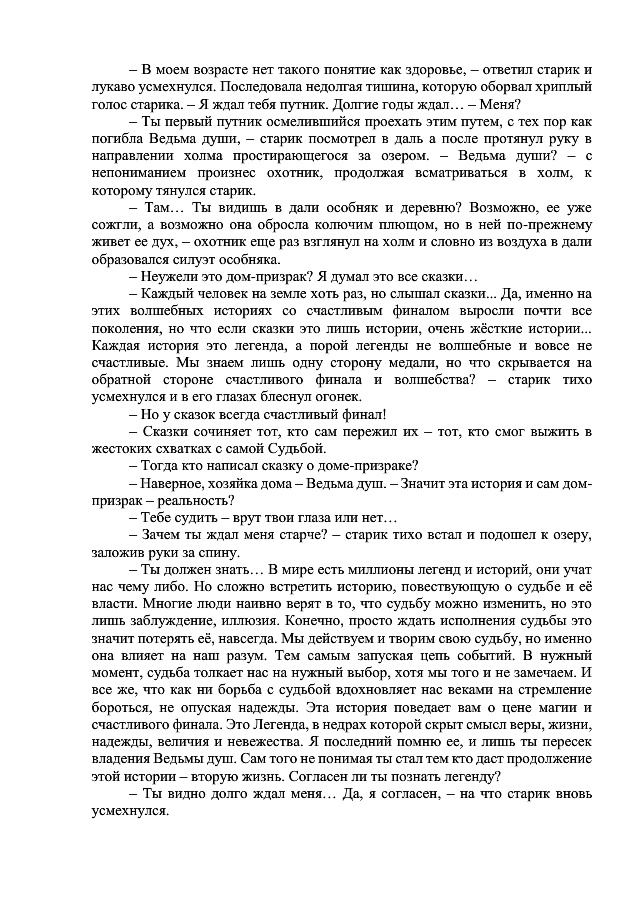 – В моем возрасте нет такого понятие как здоровье, – ответил старик и
лукаво усмехнулся. Последовала недолгая тишина, которую оборвал хриплый
голос старика. – Я ждал тебя путник. Долгие годы ждал… – Меня?
– Ты первый путник осмелившийся проехать этим путем, с тех пор как
погибла Ведьма души, – старик посмотрел в даль а после протянул руку в
направлении холма простирающегося за озером. – Ведьма души? – с
непониманием произнес охотник, продолжая всматриваться в холм, к
которому тянулся старик.
– Там… Ты видишь в дали особняк и деревню? Возможно, ее уже
сожгли, а возможно она обросла колючим плющом, но в ней по-прежнему
живет ее дух, – охотник еще раз взглянул на холм и словно из воздуха в дали
образовался силуэт особняка.
– Неужели это дом-призрак? Я думал это все сказки…
– Каждый человек на земле хоть раз, но слышал сказки... Да, именно на
этих волшебных историях со счастливым финалом выросли почти все
поколения, но что если сказки это лишь истории, очень жёсткие истории...
Каждая история это легенда, а порой легенды не волшебные и вовсе не
счастливые. Мы знаем лишь одну сторону медали, но что скрывается на
обратной стороне счастливого финала и волшебства? – старик тихо
усмехнулся и в его глазах блеснул огонек.
– Но у сказок всегда счастливый финал!
– Сказки сочиняет тот, кто сам пережил их – тот, кто смог выжить в
жестоких схватках с самой Судьбой.
– Тогда кто написал сказку о доме-призраке?
– Наверное, хозяйка дома – Ведьма душ. – Значит эта история и сам дом-
призрак – реальность?
– Тебе судить – врут твои глаза или нет…
– Зачем ты ждал меня старче? – старик тихо встал и подошел к озеру,
заложив руки за спину.
– Ты должен знать… В мире есть миллионы легенд и историй, они учат
нас чему либо. Но сложно встретить историю, повествующую о судьбе и её
власти. Многие люди наивно верят в то, что судьбу можно изменить, но это
лишь заблуждение, иллюзия. Конечно, просто ждать исполнения судьбы это
значит потерять её, навсегда. Мы действуем и творим свою судьбу, но именно
она влияет на наш разум. Тем самым запуская цепь событий. В нужный
момент, судьба толкает нас на нужный выбор, хотя мы того и не замечаем. И
все же, что как ни борьба с судьбой вдохновляет нас веками на стремление
бороться, не опуская надежды. Эта история поведает вам о цене магии и
счастливого финала. Это Легенда, в недрах которой скрыт смысл веры, жизни,
надежды, величия и невежества. Я последний помню ее, и лишь ты пересек
владения Ведьмы душ. Сам того не понимая ты стал тем кто даст продолжение
этой истории – вторую жизнь. Согласен ли ты познать легенду?
– Ты видно долго ждал меня… Да, я согласен, – на что старик вновь
усмехнулся.